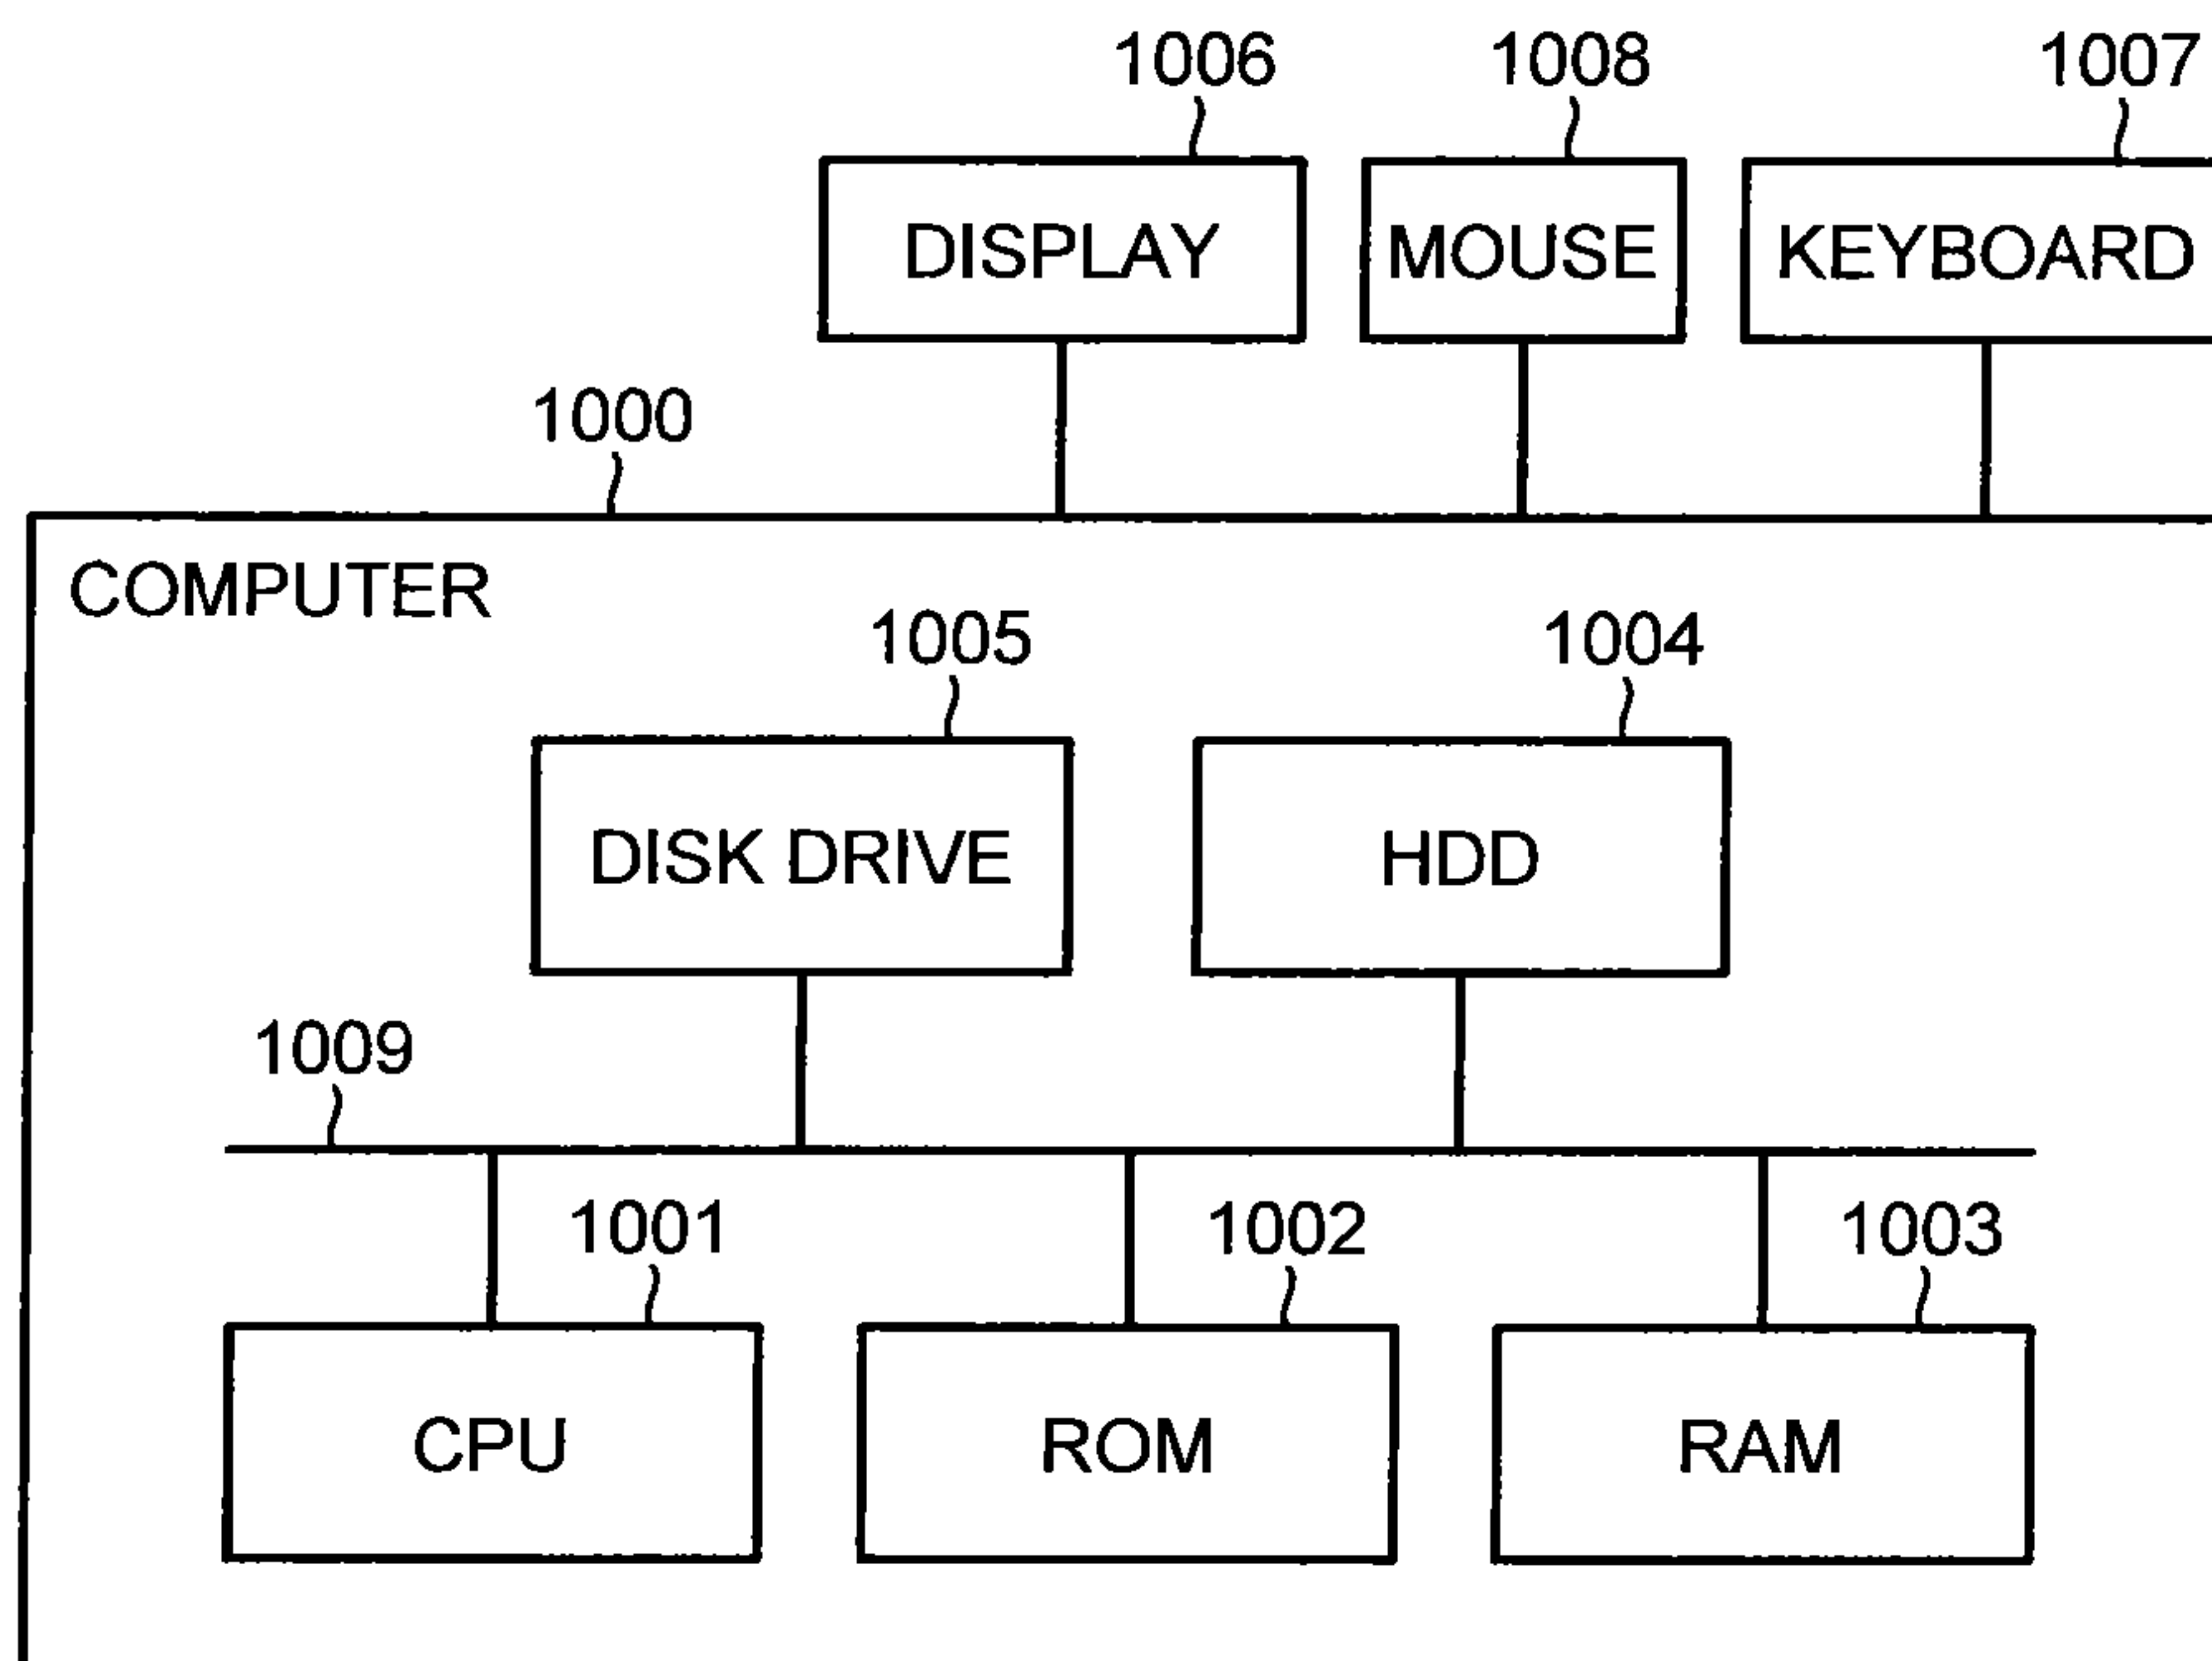 1006 1008 1007
DISPLAY MOUSE KEYBOARD
1000
COMPUTER
1005 1004
DISK DRIVE HDD
1009
1001 1002 1003
CPU ROM RAM